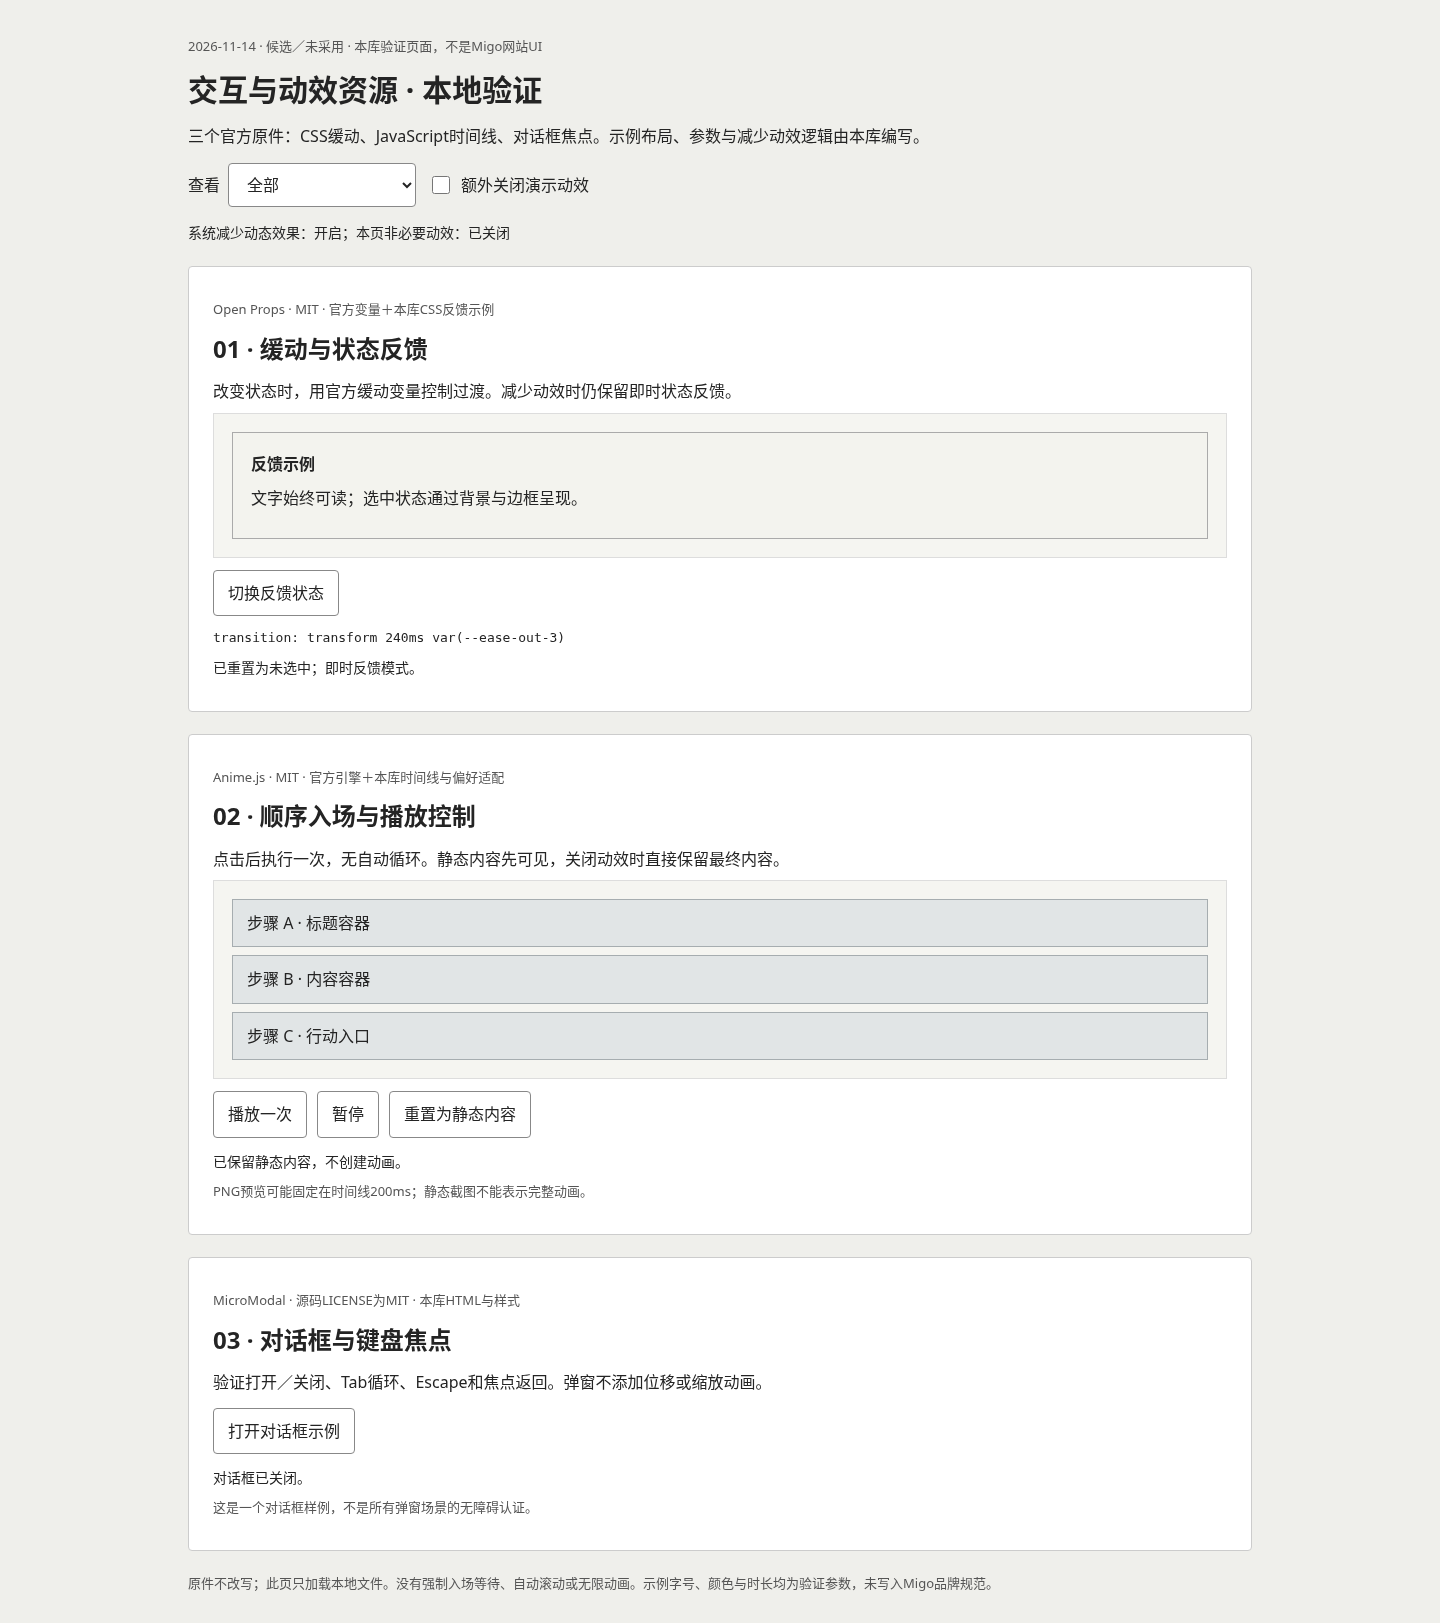 2026-11-14 · 候选／未采用 · 本库验证页面，不是Migo网站UI
交互与动效资源 · 本地验证
三个官方原件：CSS缓动、JavaScript时间线、对话框焦点。示例布局、参数与减少动效逻辑由本库编写。
查看 全部 额外关闭演示动效
系统减少动态效果：开启；本页非必要动效：已关闭
Open Props · MIT · 官方变量＋本库CSS反馈示例
01 · 缓动与状态反馈
改变状态时，用官方缓动变量控制过渡。减少动效时仍保留即时状态反馈。
反馈示例
文字始终可读；选中状态通过背景与边框呈现。
切换反馈状态
transition: transform 240ms var(--ease-out-3)
已重置为未选中；即时反馈模式。
Anime.js · MIT · 官方引擎＋本库时间线与偏好适配
02 · 顺序入场与播放控制
点击后执行一次，无自动循环。静态内容先可见，关闭动效时直接保留最终内容。
步骤 A · 标题容器
步骤 B · 内容容器
步骤 C · 行动入口
播放一次 暂停 重置为静态内容
已保留静态内容，不创建动画。
PNG预览可能固定在时间线200ms；静态截图不能表示完整动画。
MicroModal · 源码LICENSE为MIT · 本库HTML与样式
03 · 对话框与键盘焦点
验证打开／关闭、Tab循环、Escape和焦点返回。弹窗不添加位移或缩放动画。
打开对话框示例
对话框已关闭。
这是一个对话框样例，不是所有弹窗场景的无障碍认证。
原件不改写；此页只加载本地文件。没有强制入场等待、自动滚动或无限动画。示例字号、颜色与时长均为验证参数，未写入Migo品牌规范。